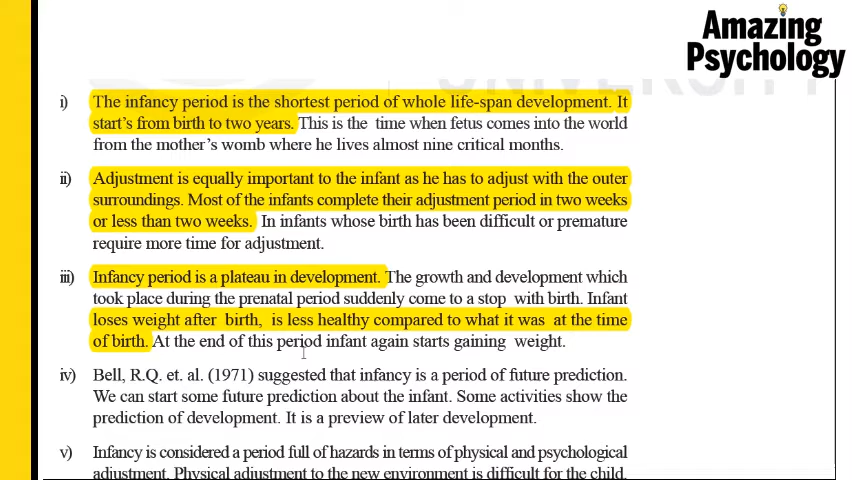 Amazing
Psychology
UNIVERSITY
i) The infancy period is the shortest period of whole life-span development. It
start's from birth to two years. This is the time when fetus comes into the world
from the mother's womb where he lives almost nine critical months.
ii) Adjustment is equally important to the infant as he has to adjust with the outer
surroundings. Most of the infants complete their adjustment period in two weeks
or less than two weeks. In infants whose birth has been difficult or premature
require more time for adjustment.
iii) Infancy period is a plateau in development. The growth and development which
took place during the prenatal period suddenly come to a stop with birth. Infant
loses weight after birth, is less healthy compared to what it was at the time
of birth. At the end of this period infant again starts gaining weight.
iv) Bell, R.Q. et. al. (1971) suggested that infancy is a period of future prediction.
We can start some future prediction about the infant. Some activities show the
prediction of development. It is a preview of later development.
v) Infancy is considered a period full of hazards in terms of physical and psychological
adjustment. Physical adjustment to the new environment is difficult for the child.